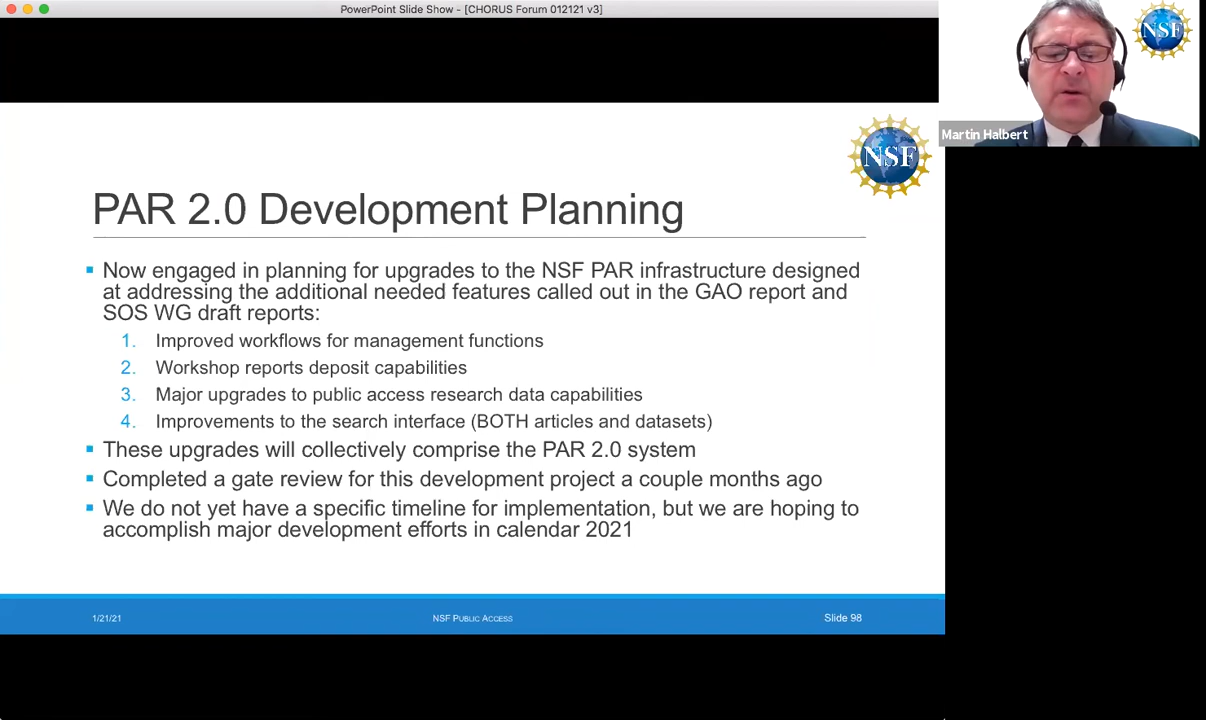 PowerPoint Slide Show - [CHORUS Forum 012121 v3]
NSF
Martin Halbert
NSF
PAR 2.0 Development Planning
▪ Now engaged in planning for upgrades to the NSF PAR infrastructure designed
at addressing the additional needed features called out in the GAO report and
SOS WG draft reports:
1. Improved workflows for management functions
2. Workshop reports deposit capabilities
3. Major upgrades to public access research data capabilities
4. Improvements to the search interface (BOTH articles and datasets)
▪ These upgrades will collectively comprise the PAR 2.0 system
▪ Completed a gate review for this development project a couple months ago
▪ We do not yet have a specific timeline for implementation, but we are hoping to
accomplish major development efforts in calendar 2021
1/21/21 NSF Public Access Slide 98